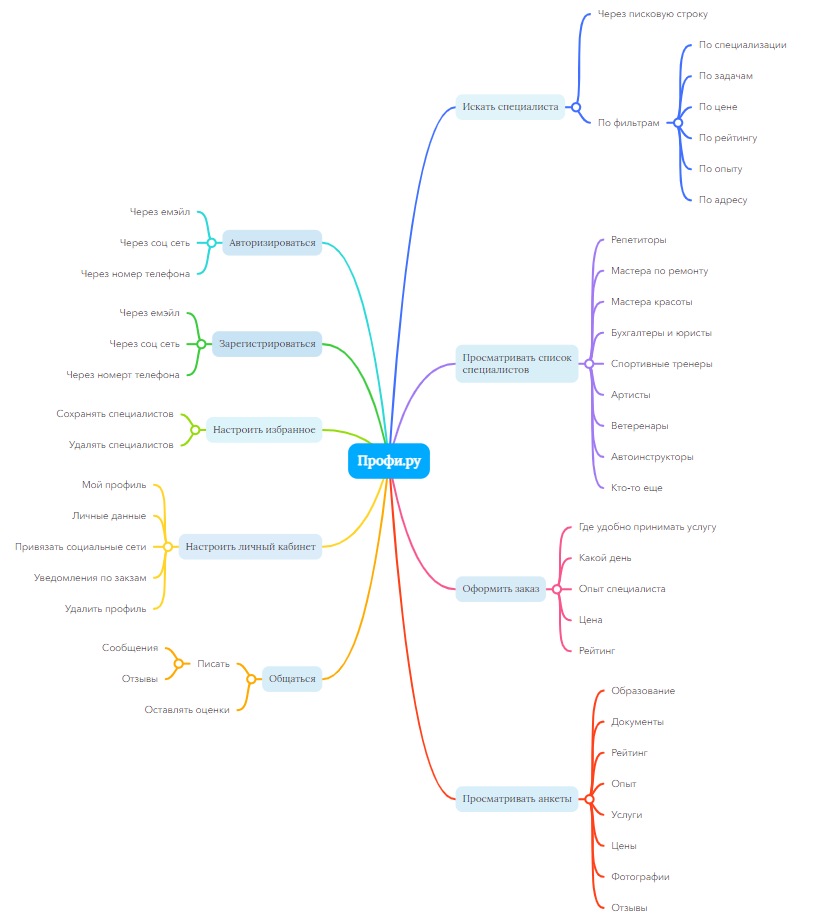 Профи.ру
Искать специалиста
Через писковую строку
По фильтрам
По специализации
По задачам
По цене
По рейтингу
По опыту
По адресу
Просматривать список
специалистов
Репетиторы
Мастера по ремонту
Мастера красоты
Бухгалтеры и юристы
Спортивные тренеры
Артисты
Ветеренары
Автоинструкторы
Кто-то еще
Оформить заказ
Где удобно принимать услугу
Какой день
Опыт специалиста
Цена
Рейтинг
Просматривать анкеты
Образование
Документы
Рейтинг
Опыт
Услуги
Цены
Фотографии
Отзывы
Авторизироваться
Через емэйл
Через соц сеть
Через номер телефона
Зарегистрироваться
Через емэйл
Через соц сеть
Через номерт телефона
Настроить избранное
Сохранять специалистов
Удалять специалистов
Настроить личный кабинет
Мой профиль
Личные данные
Привязать социальные сети
Уведомления по закзам
Удалить профиль
Общаться
Писать
Сообщения
Отзывы
Оставлять оценки